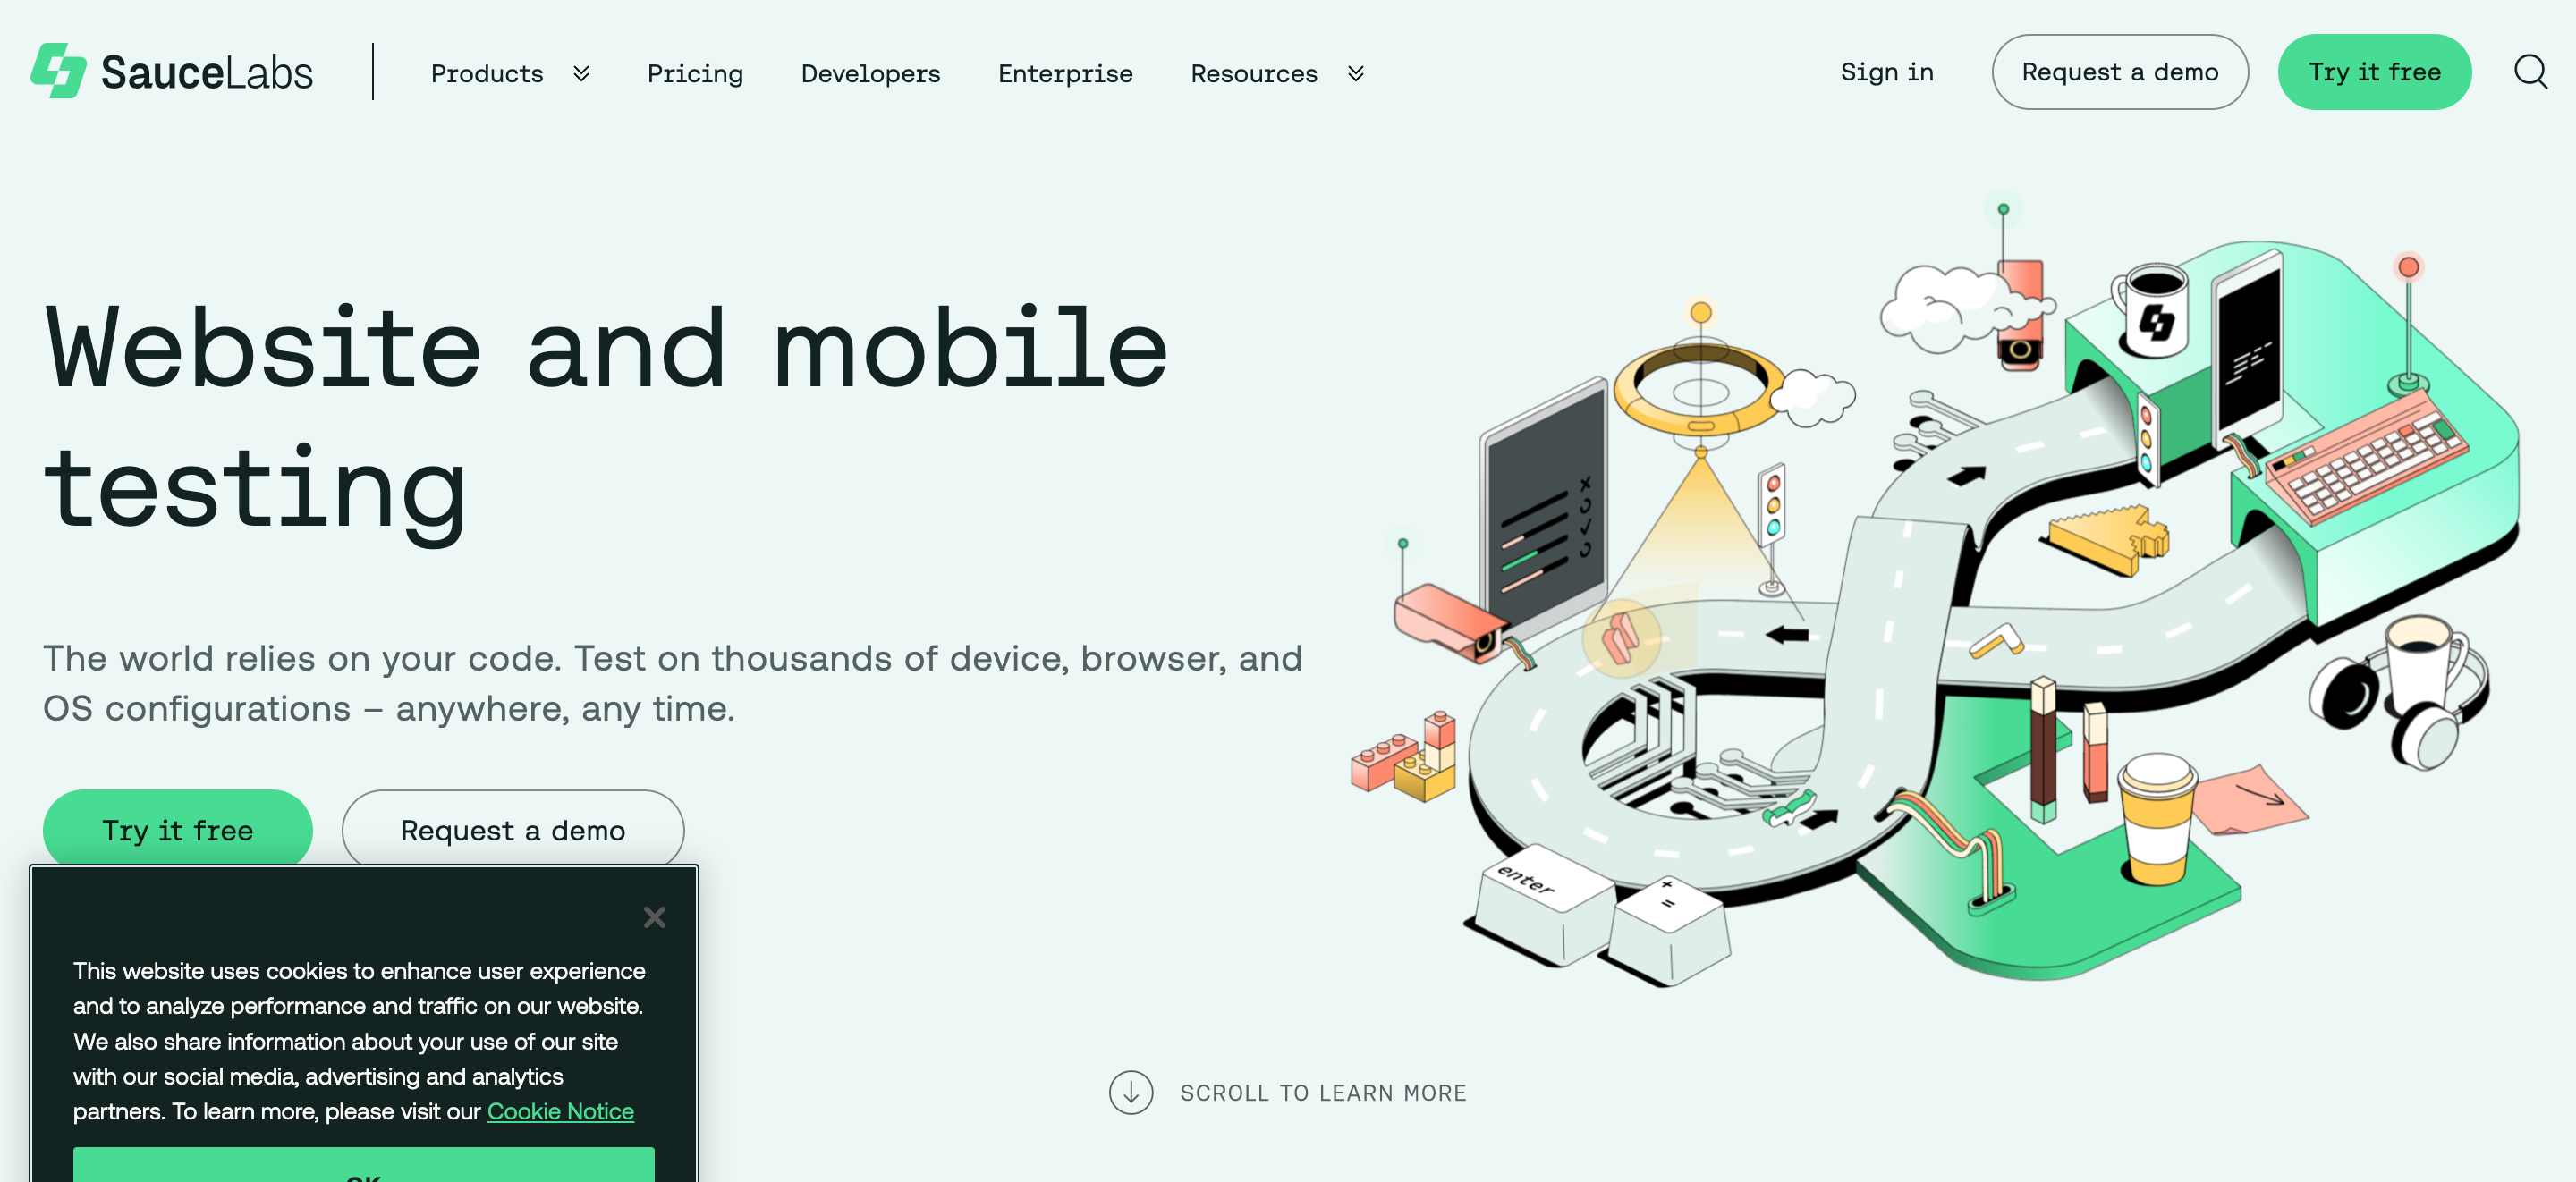 SauceLabs
Products Pricing Developers Enterprise Resources
Sign in Request a demo Try it free
Website and mobile
testing
The world relies on your code. Test on thousands of device, browser, and
OS configurations – anywhere, any time.
Try it free Request a demo
enter
+
=
This website uses cookies to enhance user experience
and to analyze performance and traffic on our website.
We also share information about your use of our site
with our social media, advertising and analytics
partners. To learn more, please visit our Cookie Notice
OK
SCROLL TO LEARN MORE